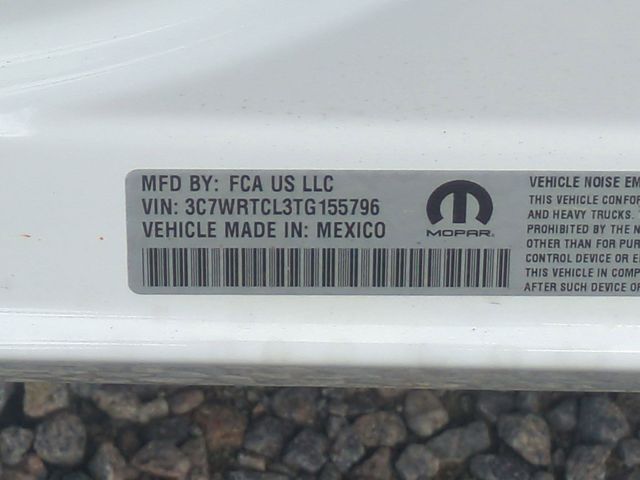 MFD BY: FCA US LLC
VIN: 3C7WRTCL3TG155796
VEHICLE MADE IN: MEXICO
MOPAR
VEHICLE NOISE EM
THIS VEHICLE CONFOR
AND HEAVY TRUCKS.
PROHIBITED BY THE N
OTHER THAN FOR PUR
CONTROL DEVICE OR E
THIS VEHICLE IN COMP
AFTER SUCH DEVICE OR